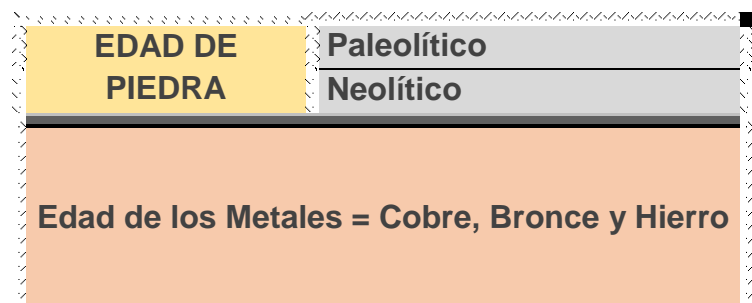 EDAD DE
PIEDRA
Paleolítico
Neolítico
Edad de los Metales = Cobre, Bronce y Hierro